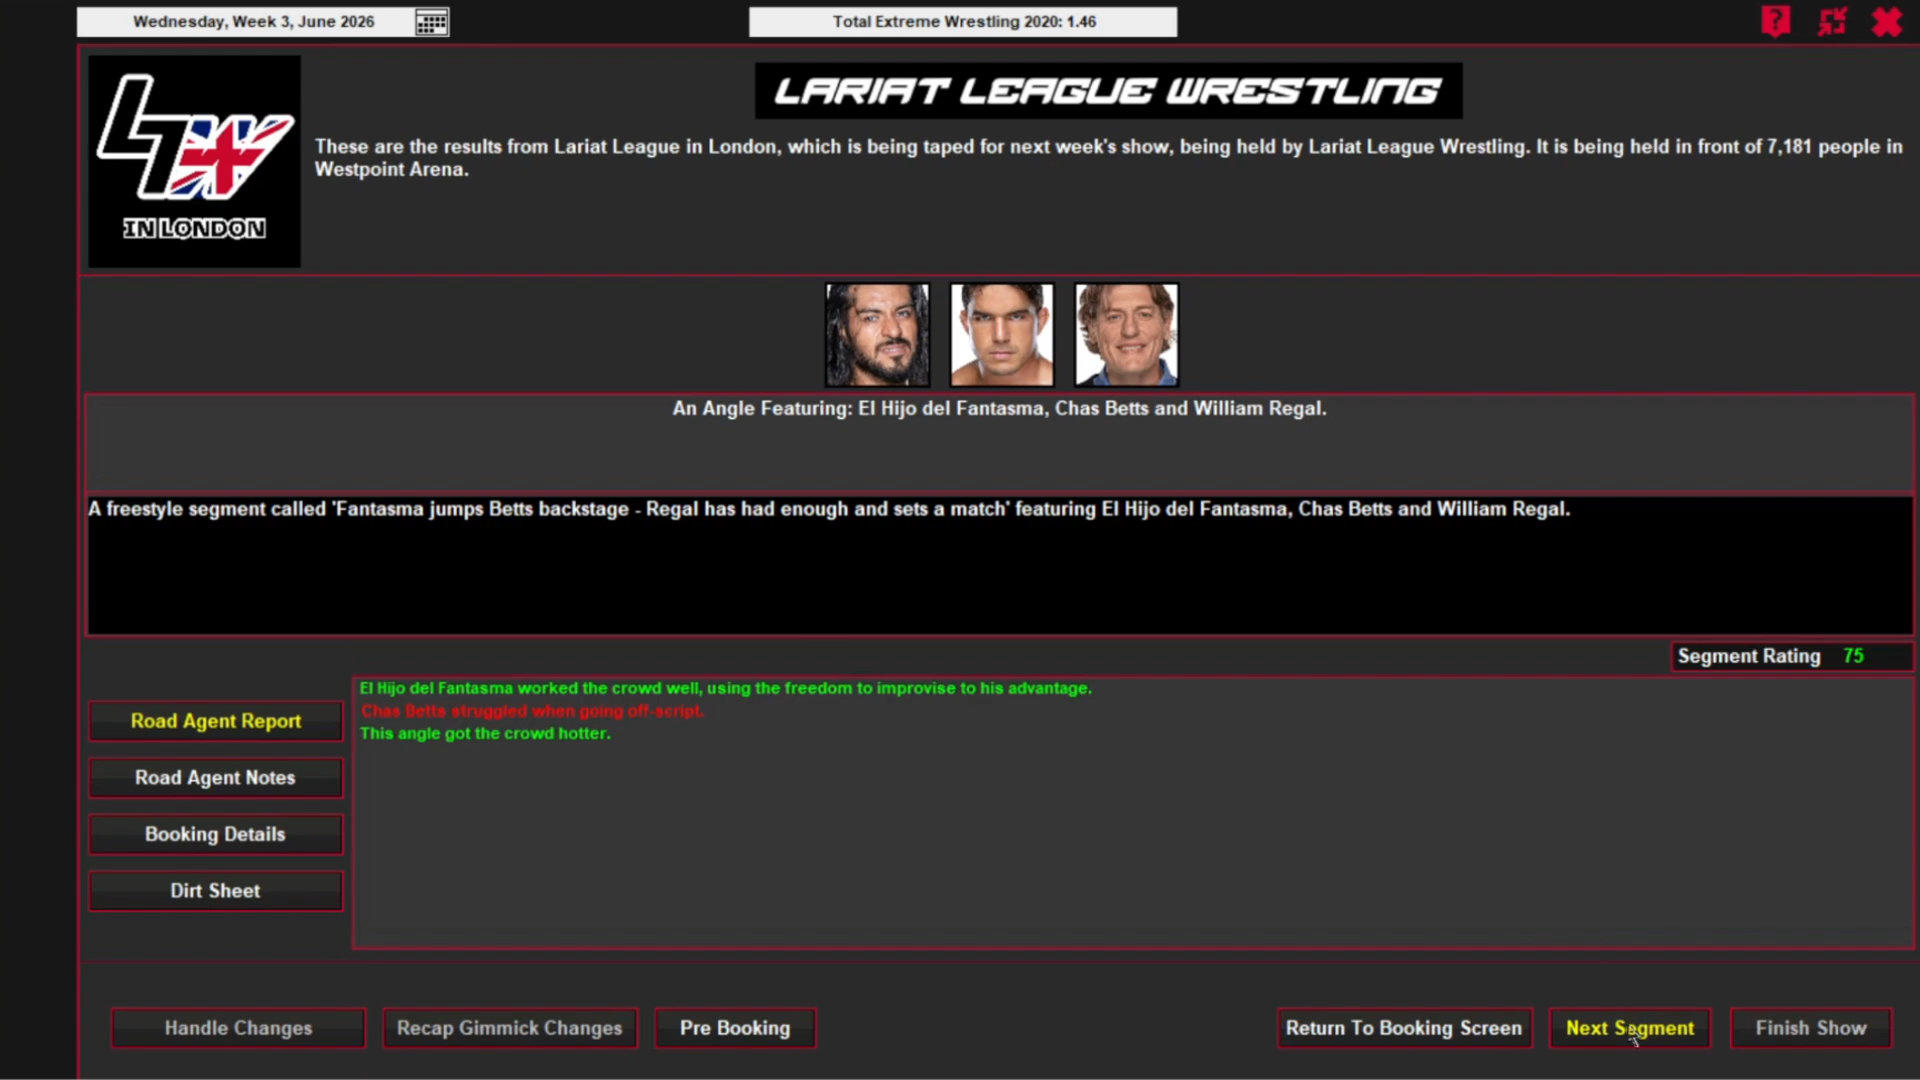 Wednesday, Week 3, June 2026
Total Extreme Wrestling 2020: 1.46
?
LLW
IN LONDON
LARIAT LEAGUE WRESTLING
These are the results from Lariat League in London, which is being taped for next week's show, being held by Lariat League Wrestling. It is being held in front of 7,181 people in
Westpoint Arena.
An Angle Featuring: El Hijo del Fantasma, Chas Betts and William Regal.
A freestyle segment called 'Fantasma jumps Betts backstage - Regal has had enough and sets a match' featuring El Hijo del Fantasma, Chas Betts and William Regal.
Segment Rating 75
Road Agent Report
Road Agent Notes
Booking Details
Dirt Sheet
El Hijo del Fantasma worked the crowd well, using the freedom to improvise to his advantage.
Chas Betts struggled when going off-script.
This angle got the crowd hotter.
Handle Changes
Recap Gimmick Changes
Pre Booking
Return To Booking Screen
Next Segment
Finish Show